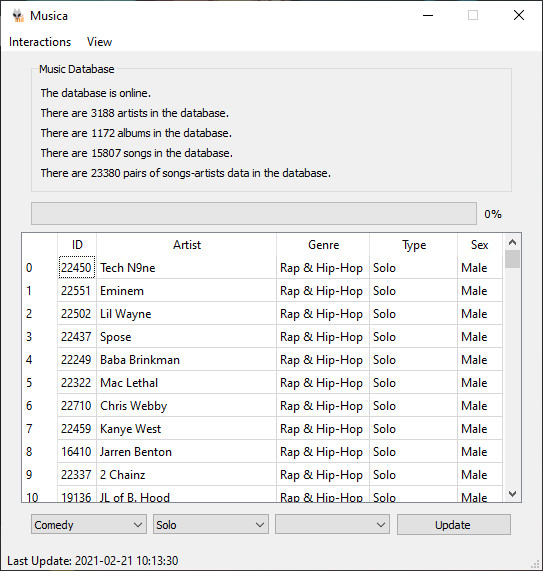 Musica
Interactions View
Music Database
The database is online.
There are 3188 artists in the database.
There are 1172 albums in the database.
There are 15807 songs in the database.
There are 23380 pairs of songs-artists data in the database.
0%
ID Artist Genre Type Sex
0 22450 Tech N9ne Rap & Hip-Hop Solo Male
1 22551 Eminem Rap & Hip-Hop Solo Male
2 22502 Lil Wayne Rap & Hip-Hop Solo Male
3 22437 Spose Rap & Hip-Hop Solo Male
4 22249 Baba Brinkman Rap & Hip-Hop Solo Male
5 22322 Mac Lethal Rap & Hip-Hop Solo Male
6 22710 Chris Webby Rap & Hip-Hop Solo Male
7 22459 Kanye West Rap & Hip-Hop Solo Male
8 16410 Jarren Benton Rap & Hip-Hop Solo Male
9 22337 2 Chainz Rap & Hip-Hop Solo Male
10 19136 JL of B. Hood Rap & Hip-Hop Solo Male
Comedy Solo Update
Last Update: 2021-02-21 10:13:30